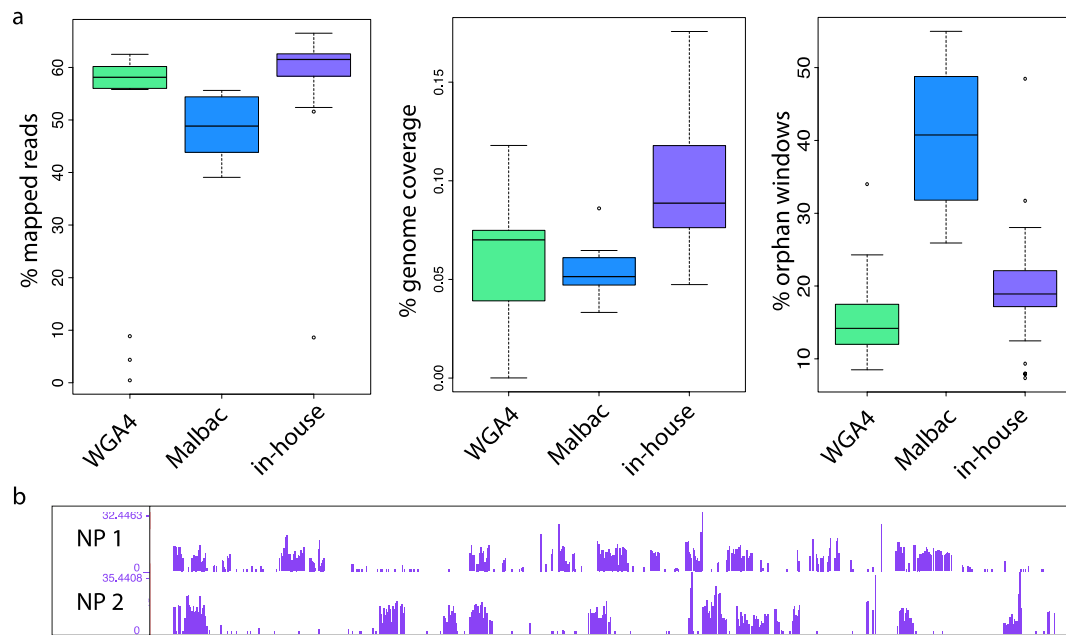 a
% mapped reads
0 10 20 30 40 50 60
WGA4 Malbac in-house
% genome coverage
0.00 0.05 0.10 0.15
WGA4 Malbac in-house
% orphan windows
10 20 30 40 50
WGA4 Malbac in-house
b
32.4463
NP 1
0
35.4408
NP 2
0